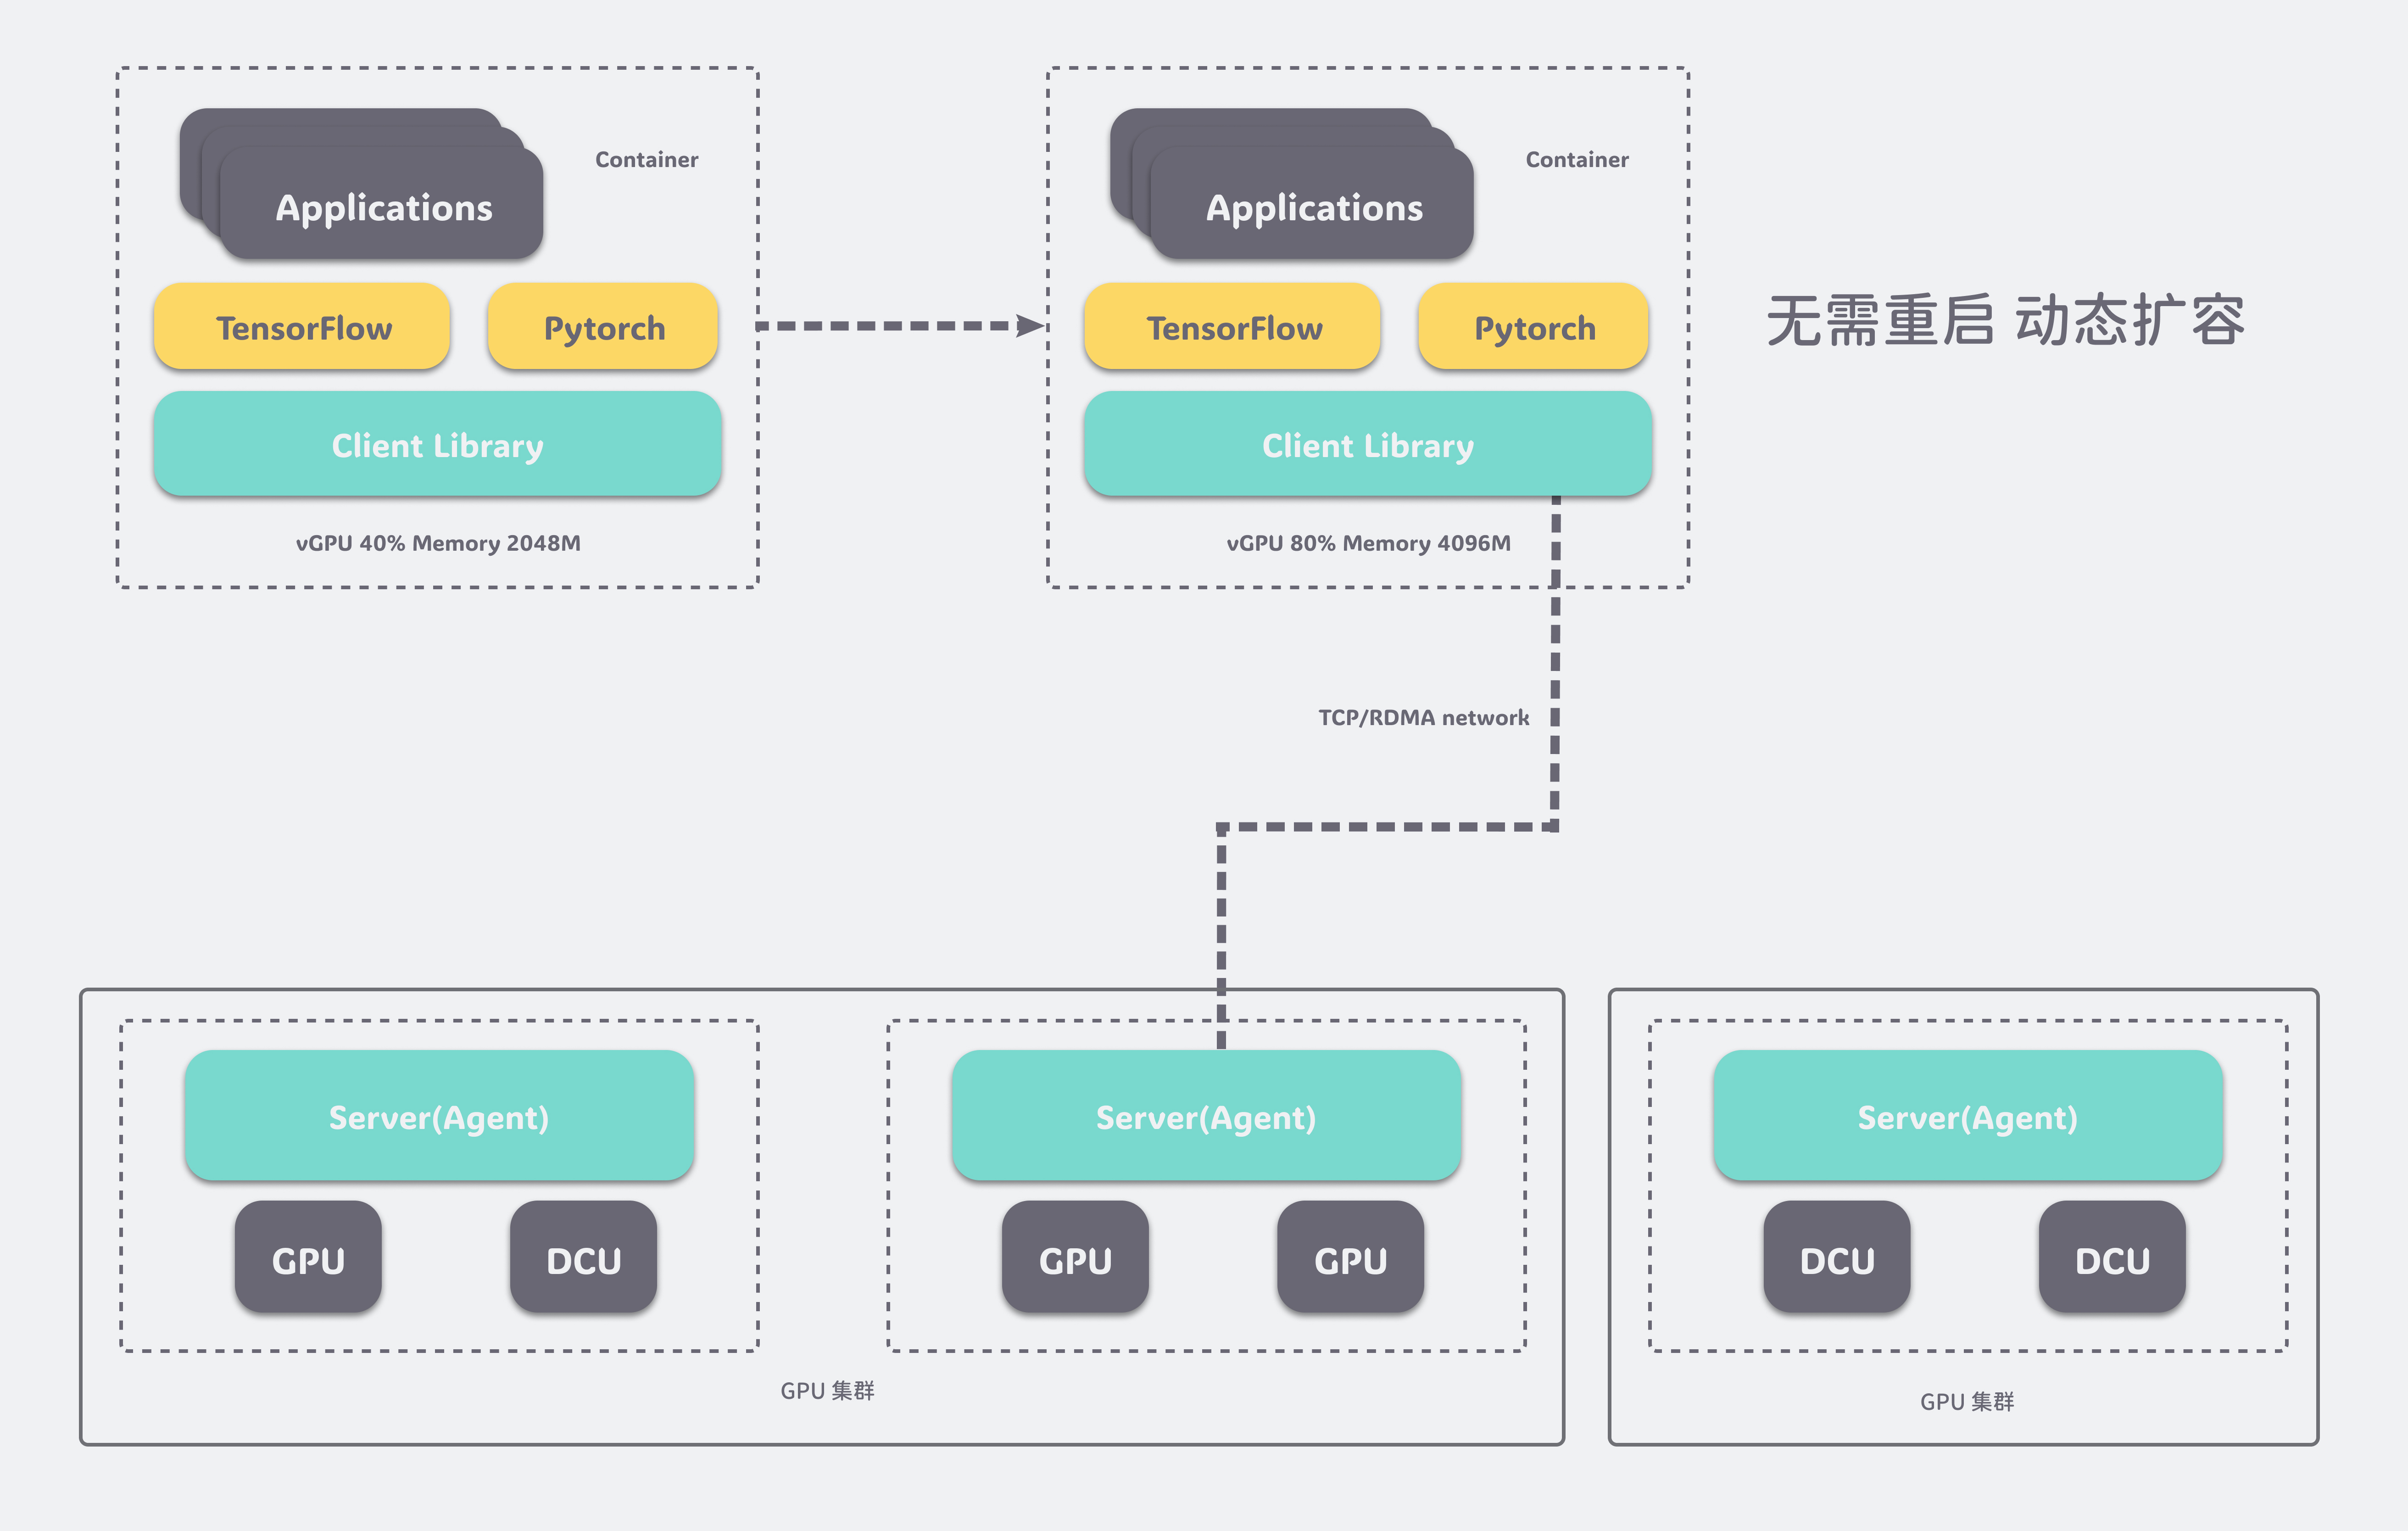 Applications
Container
TensorFlow
Pytorch
Client Library
vGPU 40% Memory 2048M
Applications
Container
TensorFlow
Pytorch
Client Library
vGPU 80% Memory 4096M
无需重启 动态扩容
TCP/RDMA network
Server(Agent)
GPU
DCU
Server(Agent)
GPU
GPU
GPU 集群
Server(Agent)
DCU
DCU
GPU 集群